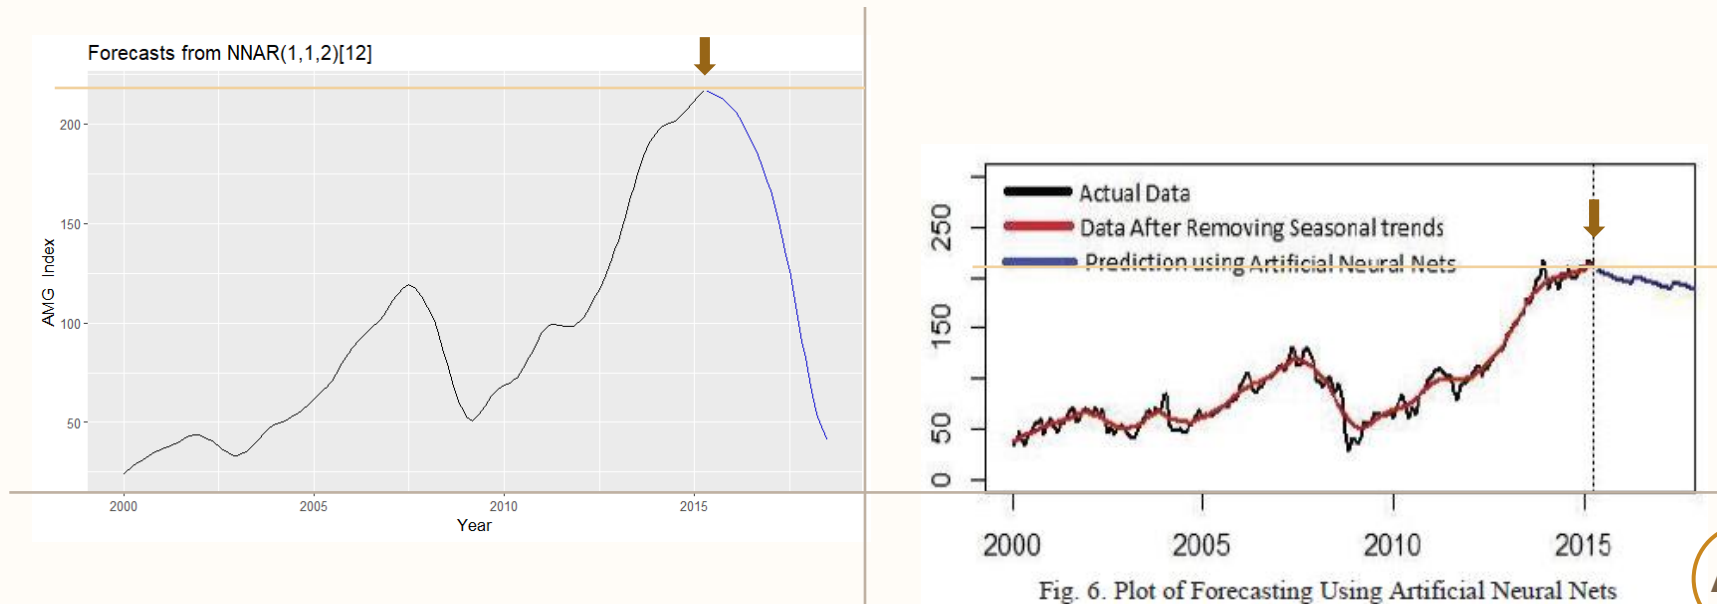 Forecasts from NNAR(1,1,2)[12]
200
150
100
50
AMG Index
2000 2005 2010 2015
Year
Actual Data
Data After Removing Seasonal trends
Prediction using Artificial Neural Nets
250
150
50
0
2000 2005 2010 2015
Fig. 6. Plot of Forecasting Using Artificial Neural Nets